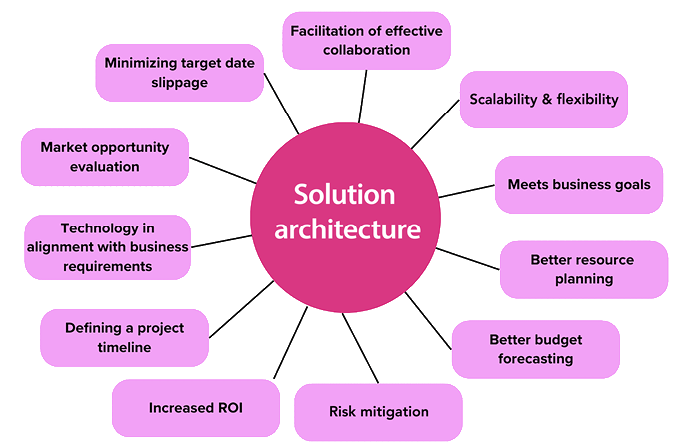 Facilitation of effective
collaboration
Minimizing target date
slippage
Scalability & flexibility
Market opportunity
evaluation
Solution
architecture
Meets business goals
Technology in
alignment with business
requirements
Better resource
planning
Defining a project
timeline
Better budget
forecasting
Increased ROI
Risk mitigation